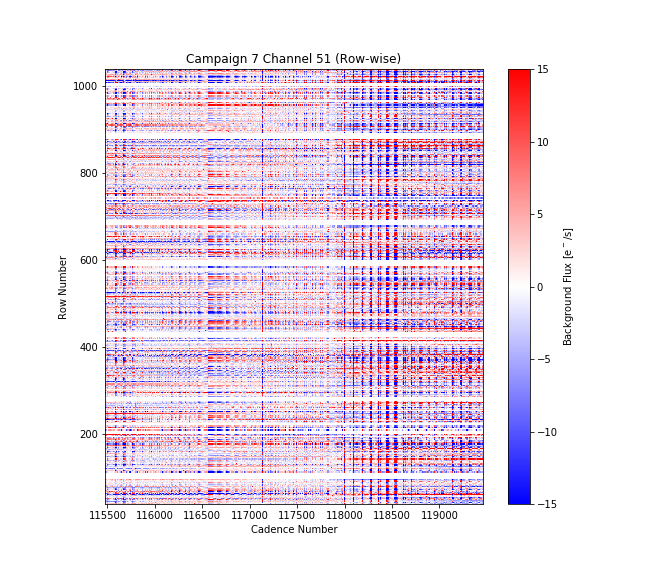 Campaign 7 Channel 51 (Row-wise)
1000
800
600
400
200
Row Number
115500 116000 116500 117000 117500 118000 118500 119000
Cadence Number
15
10
5
0
−5
−10
−15
Background Flux [e⁻/s]